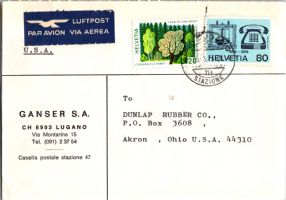 LUFTPOST
PAR AVION VIA AEREA
U.S.A.
HELVETIA
20
HELVETIA 80
STAZIONE
GANSER S.A.
CH 6903 LUGANO
Via Montarina 15
Tel. (091) 2 37 54
Casella postale stazione 47
To
DUNLAP RUBBER CO.,
P.O. Box 3608 ,
Akron , Ohio U.S.A. 44310